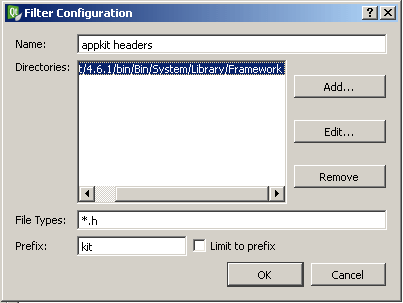 Filter Configuration
Name: appkit headers
Directories: t/4.6.1/bin/Bin/System/Library/Framework
Add...
Edit...
Remove
File Types: *.h
Prefix: kit Limit to prefix
OK Cancel